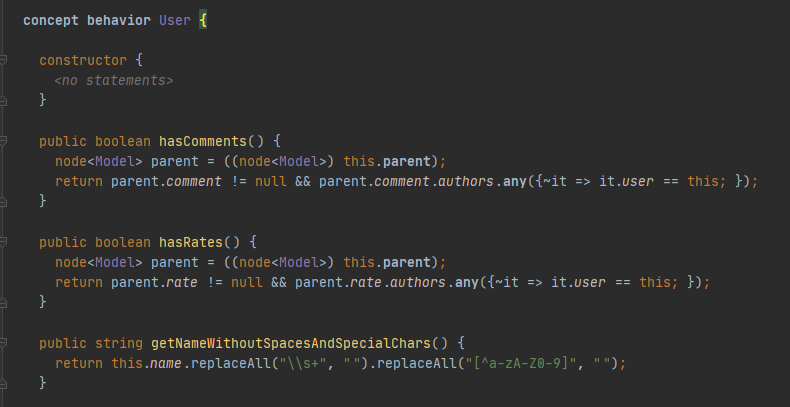 concept behavior User {
constructor {
<no statements>
}
public boolean hasComments() {
node<Model> parent = ((node<Model>) this.parent);
return parent.comment != null && parent.comment.authors.any({~it => it.user == this; });
}
public boolean hasRates() {
node<Model> parent = ((node<Model>) this.parent);
return parent.rate != null && parent.rate.authors.any({~it => it.user == this; });
}
public string getNameWithoutSpacesAndSpecialChars() {
return this.name.replaceAll("\\s+", "").replaceAll("[^a-zA-Z0-9]", "");
}